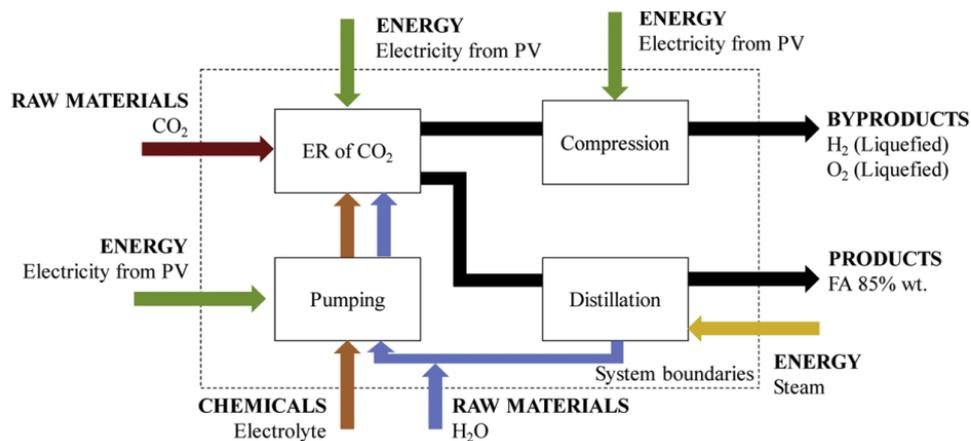 ENERGY
Electricity from PV
ENERGY
Electricity from PV
RAW MATERIALS
CO₂
ER of CO₂
Compression
BYPRODUCTS
H₂ (Liquefied)
O₂ (Liquefied)
ENERGY
Electricity from PV
Pumping
Distillation
PRODUCTS
FA 85% wt.
System boundaries
ENERGY
Steam
CHEMICALS
Electrolyte
RAW MATERIALS
H₂O